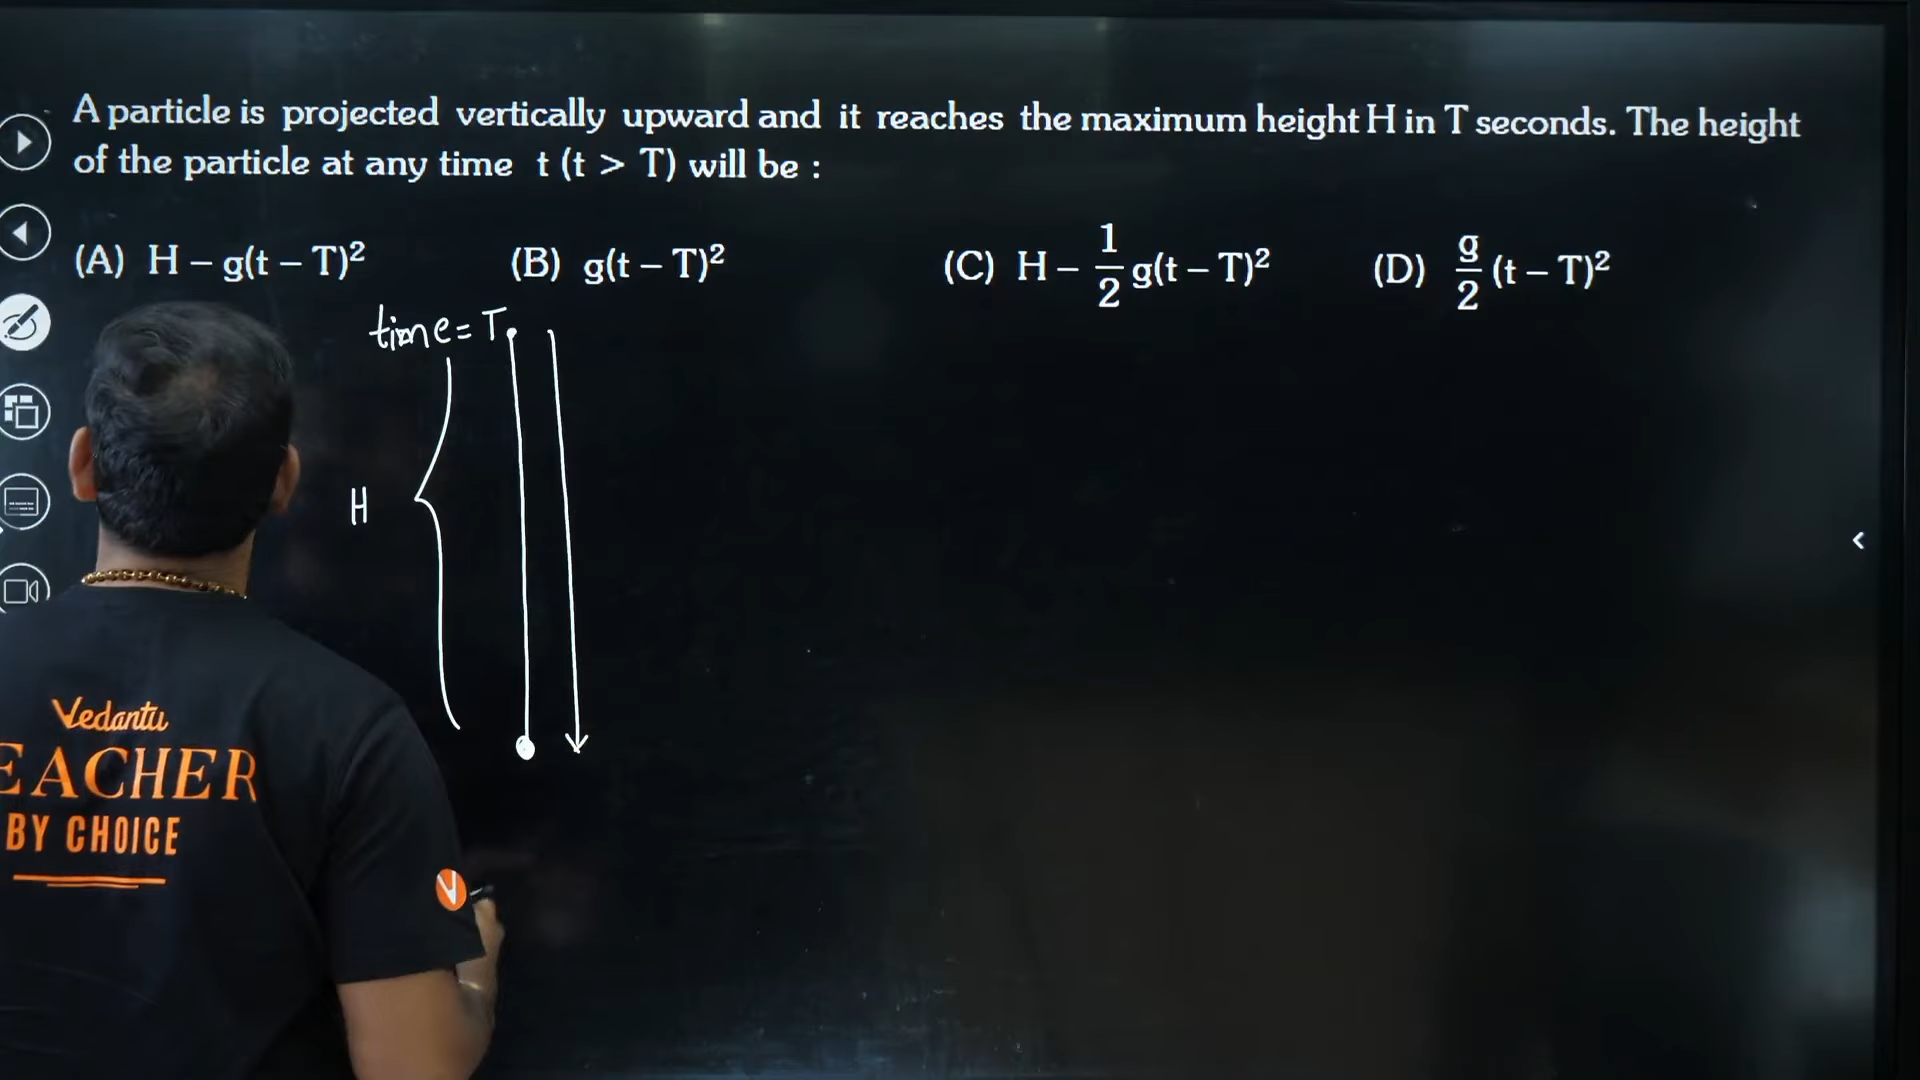 A particle is projected vertically upward and it reaches the maximum height H in T seconds. The height
of the particle at any time t (t > T) will be :
(A) H – g(t – T)² (B) g(t – T)² (C) H – 1/2 g(t – T)² (D) g/2 (t – T)²
time = T
H
Vedantu
EACHER
BY CHOICE
V